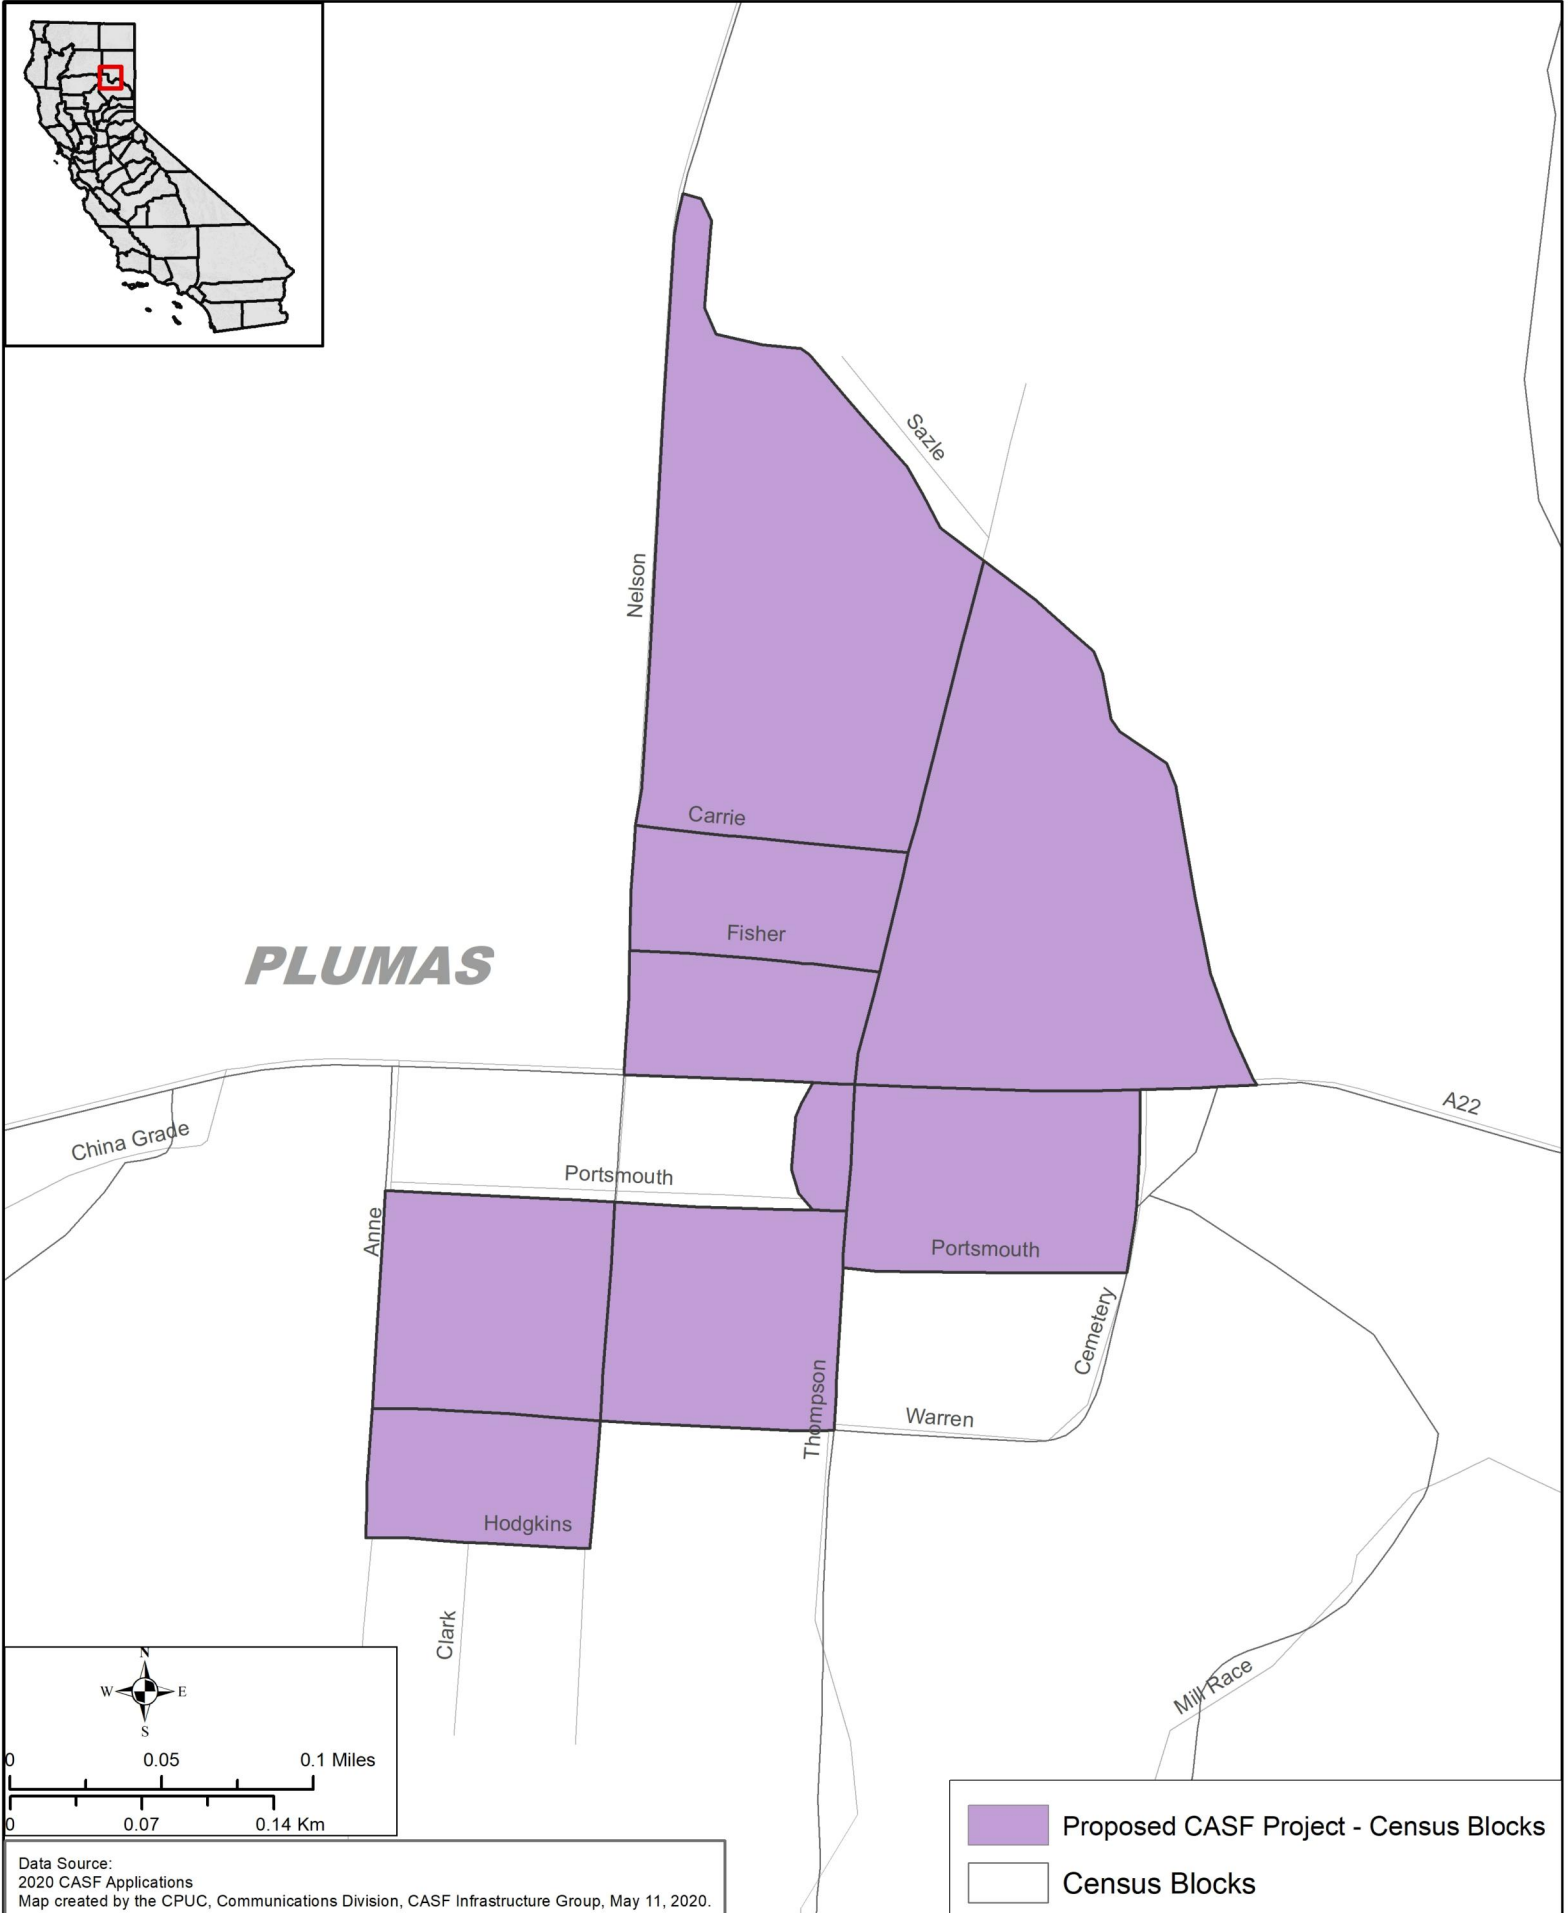 Sazle
Nelson
Carrie
Fisher
PLUMAS
A22
China Grade
Portsmouth
Anne
Portsmouth
Cemetery
Thompson
Warren
Hodgkins
Clark
Mill Race
N
W E
S
0 0.05 0.1 Miles
0 0.07 0.14 Km
Proposed CASF Project - Census Blocks
Census Blocks
Data Source:
2020 CASF Applications
Map created by the CPUC, Communications Division, CASF Infrastructure Group, May 11, 2020.